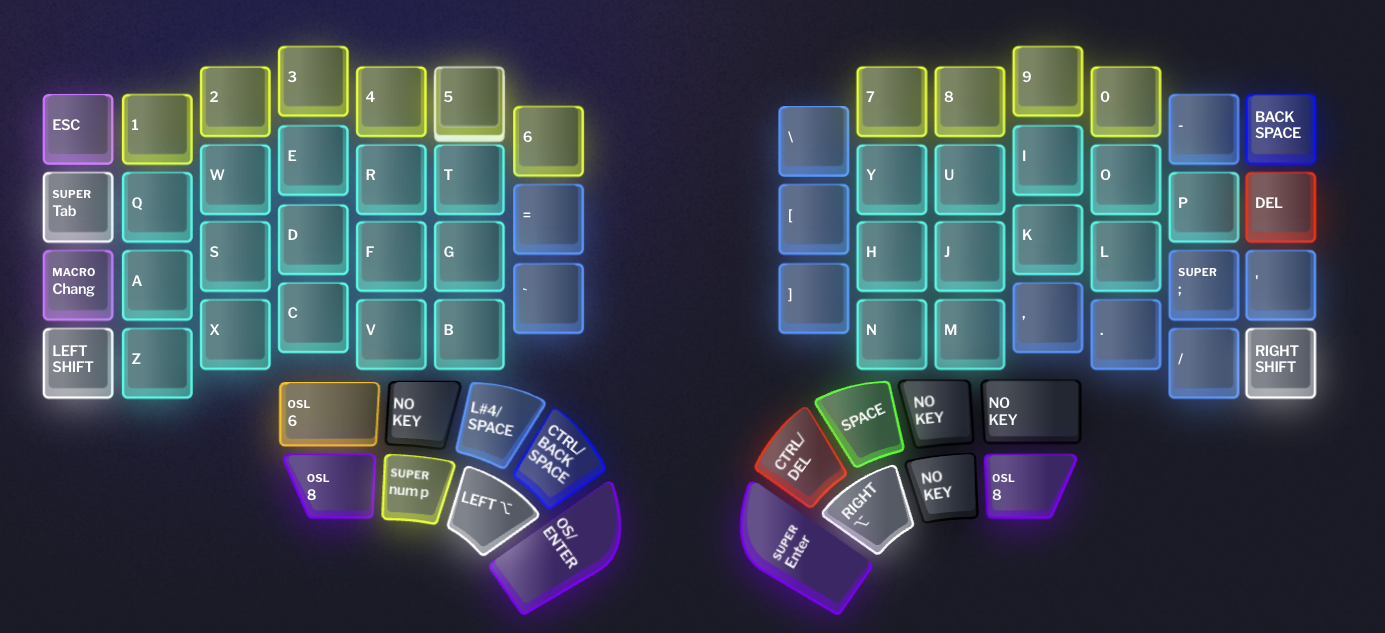 ESC
1
2
3
4
5
6
\
7
8
9
0
-
BACK
SPACE
SUPER
Tab
Q
W
E
R
T
=
[
Y
U
I
O
P
DEL
MACRO
Chang
A
S
D
F
G
`
]
H
J
K
L
SUPER
;
'
LEFT
SHIFT
Z
X
C
V
B
N
M
,
.
/
RIGHT
SHIFT
OSL
6
NO
KEY
L#4/
SPACE
CTRL/
BACK
SPACE
CTRL/
DEL
SPACE
NO
KEY
NO
KEY
OSL
8
SUPER
num p
LEFT ⌥
OS/
ENTER
SUPER
Enter
RIGHT
⌥
NO
KEY
OSL
8